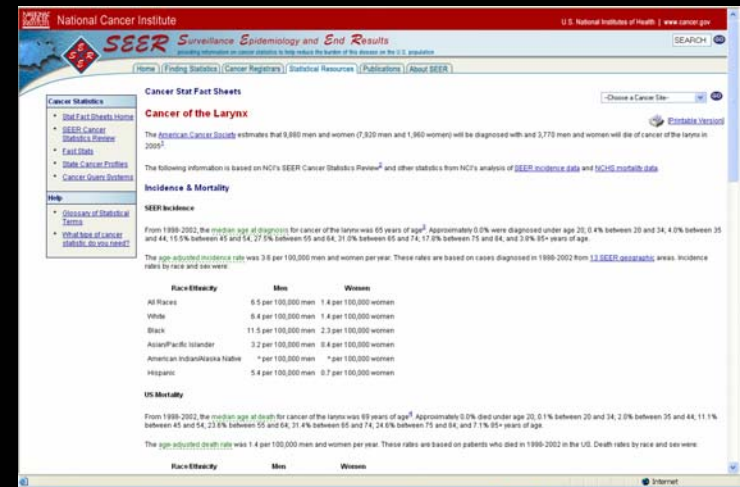 National Cancer Institute
U.S. National Institutes of Health | www.cancer.gov
SEER Surveillance Epidemiology and End Results
providing information on cancer statistics to help reduce the burden of this disease on the U.S. population
SEARCH GO
Home Finding Statistics Cancer Registrars Statistical Resources Publications About SEER
Cancer Statistics
Stat Fact Sheets Home
SEER Cancer
Statistics Review
Fast Stats
State Cancer Profiles
Cancer Query Systems
Help
Glossary of Statistical
Terms
What type of cancer
statistic do you need?
Cancer Stat Fact Sheets
-Choose a Cancer Site-
GO
Cancer of the Larynx
Printable Version
The American Cancer Society estimates that 9,880 men and women (7,920 men and 1,960 women) will be diagnosed with and 3,770 men and women will die of cancer of the larynx in
2005
The following information is based on NCI's SEER Cancer Statistics Review and other statistics from NCI's analysis of SEER incidence data and NCHS mortality data.
Incidence & Mortality
SEER Incidence
From 1998-2002, the median age at diagnosis for cancer of the larynx was 65 years of age. Approximately 0.0% were diagnosed under age 20; 0.4% between 20 and 34; 4.0% between 35
and 44; 15.5% between 45 and 54; 27.5% between 55 and 64; 31.0% between 65 and 74; 17.8% between 75 and 84; and 3.8% 85+ years of age.
The age-adjusted incidence rate was 3.6 per 100,000 men and women per year. These rates are based on cases diagnosed in 1998-2002 from 13 SEER geographic areas. Incidence
rates by race and sex were:
Race/Ethnicity Men Women
All Races 6.5 per 100,000 men 1.4 per 100,000 women
White 6.4 per 100,000 men 1.4 per 100,000 women
Black 11.5 per 100,000 men 2.3 per 100,000 women
Asian/Pacific Islander 3.2 per 100,000 men 0.4 per 100,000 women
American Indian/Alaska Native * per 100,000 men * per 100,000 women
Hispanic 5.4 per 100,000 men 0.7 per 100,000 women
US Mortality
From 1998-2002, the median age at death for cancer of the larynx was 69 years of age. Approximately 0.0% died under age 20; 0.1% between 20 and 34; 2.0% between 35 and 44; 11.1%
between 45 and 54; 23.6% between 55 and 64; 31.4% between 65 and 74; 24.6% between 75 and 84; and 7.1% 85+ years of age.
The age-adjusted death rate was 1.4 per 100,000 men and women per year. These rates are based on patients who died in 1998-2002 in the US. Death rates by race and sex were:
Race/Ethnicity Men Women
Internet